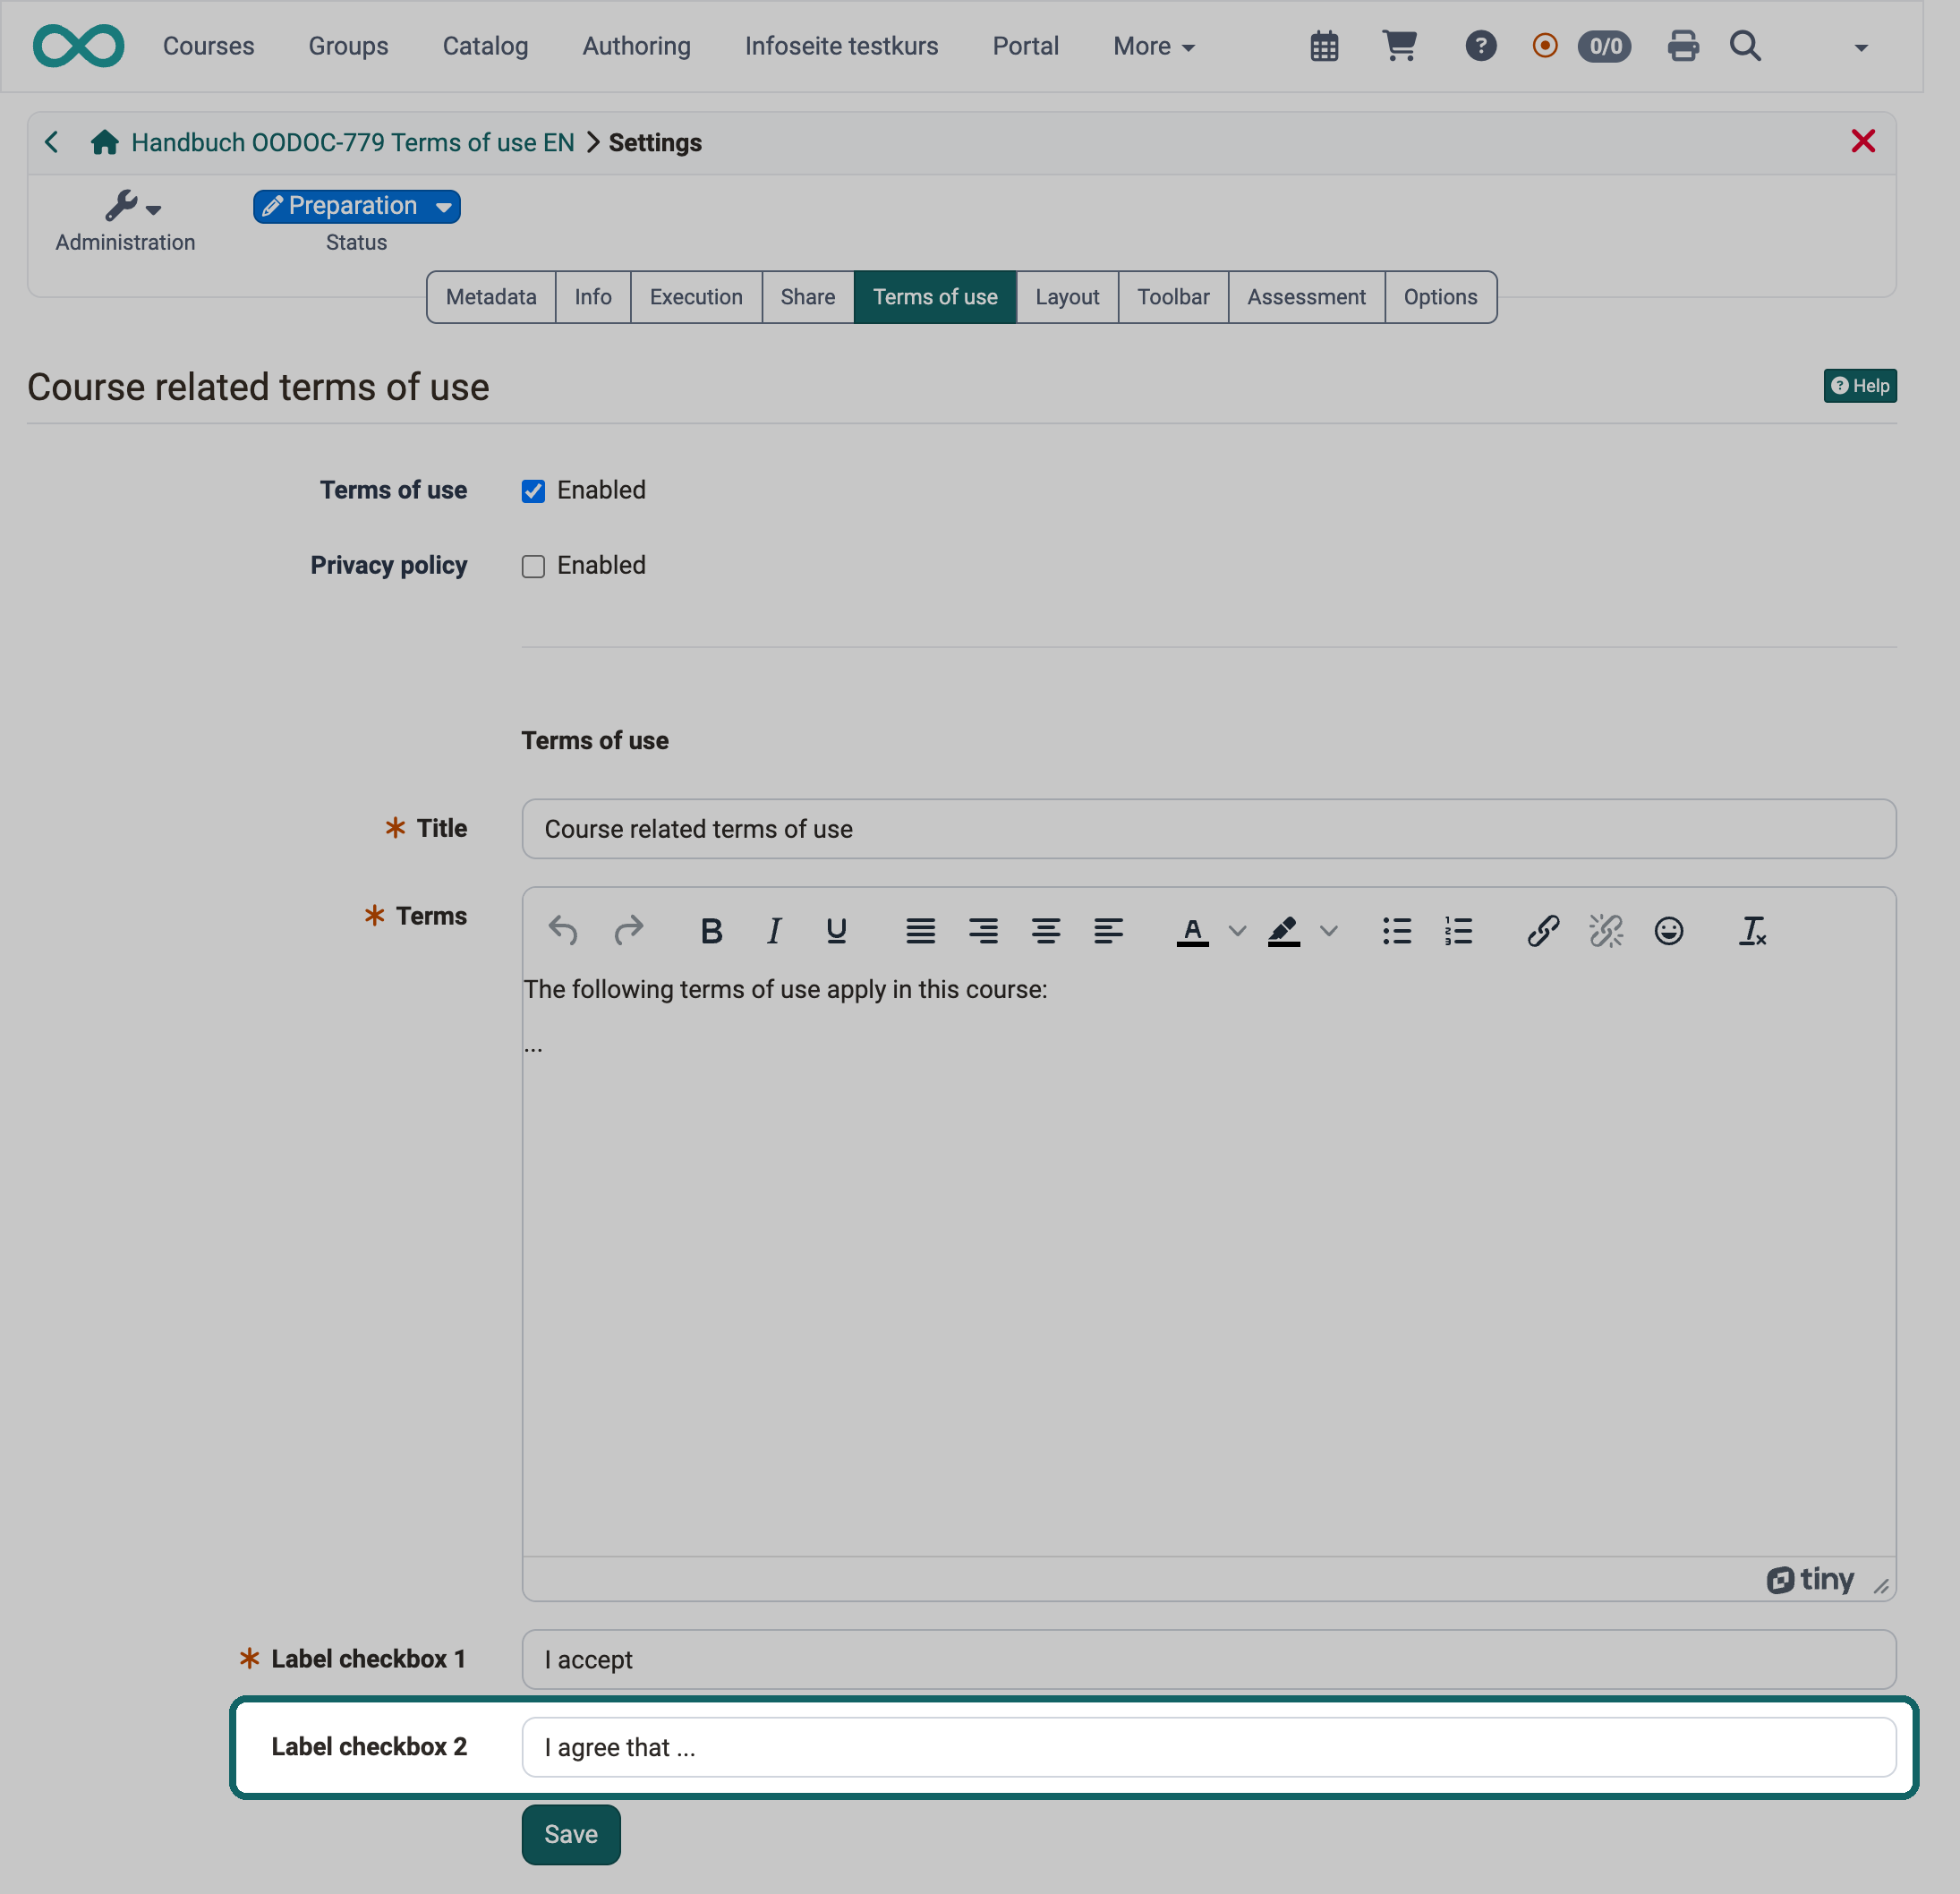 Courses Groups Catalog Authoring Infoseite testkurs Portal More 0/0
Handbuch OODOC-779 Terms of use EN Settings
Preparation
Administration Status
Metadata Info Execution Share Terms of use Layout Toolbar Assessment Options
Course related terms of use Help
Terms of use Enabled
Privacy policy Enabled
Terms of use
* Title Course related terms of use
* Terms
The following terms of use apply in this course:
...
tiny
* Label checkbox 1 I accept
Label checkbox 2 I agree that ...
Save